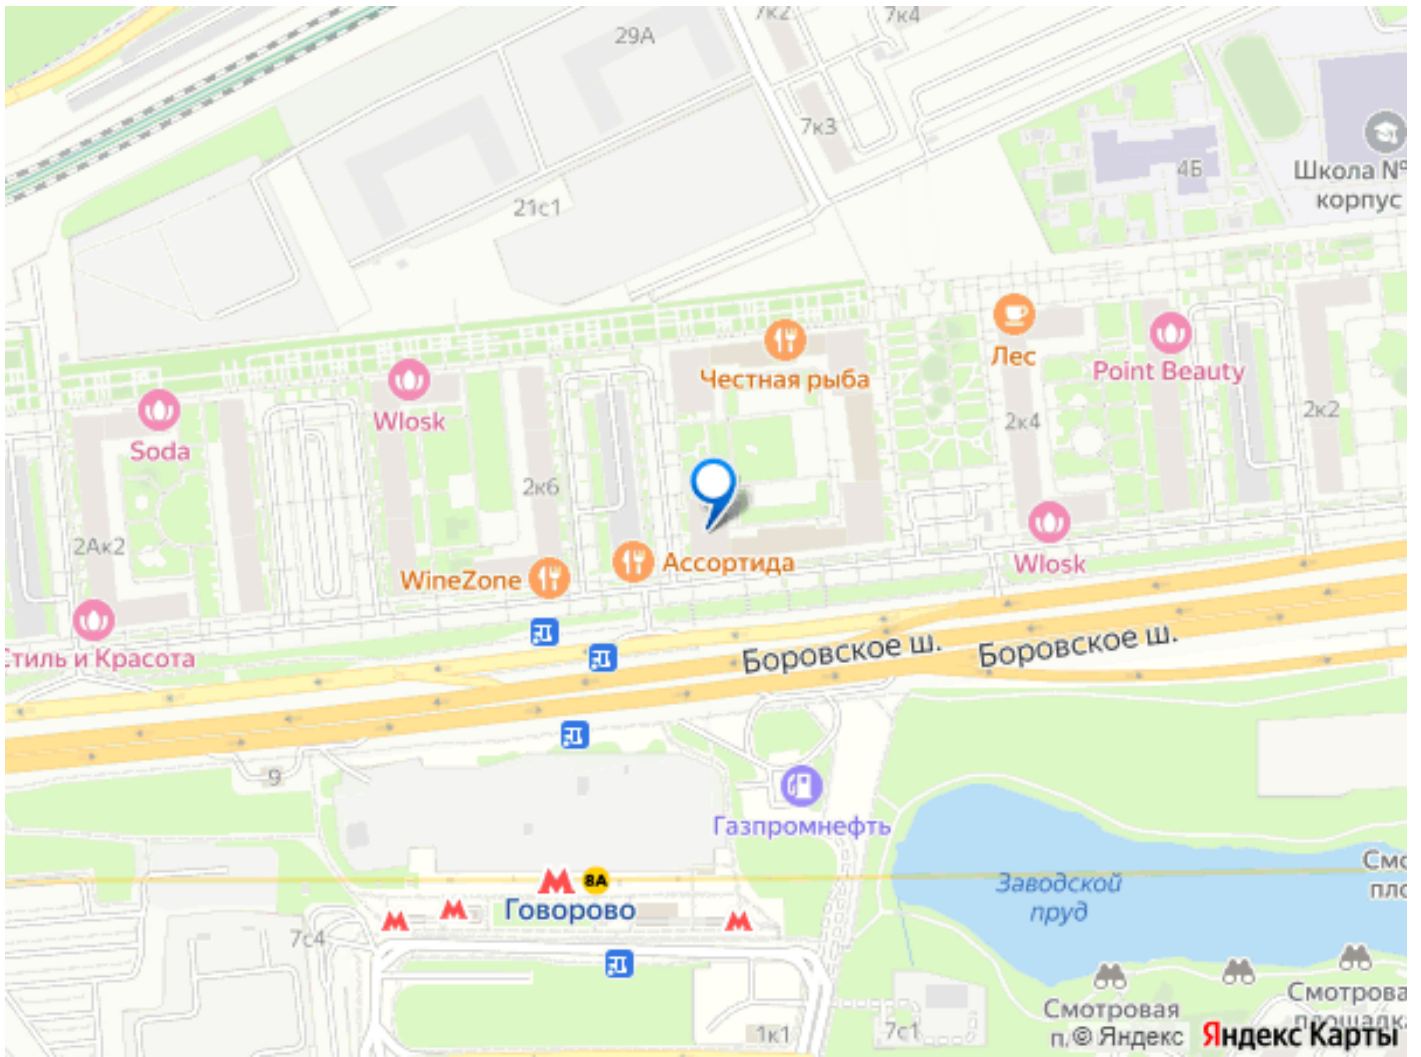 7к2
7к4
29А
7к3
4Б
Школа №
корпус
21с1
Лес
Честная рыба
Point Beauty
Wlosk
Soda
2к4
2к2
2к6
2Ак2
WineZone
Ассортида
Wlosk
Стиль и Красота
Боровское ш.
Боровское ш.
9
Газпромнефть
8А
Говорово
Заводской
пруд
7с4
Смотровая
1к1
7с1
© Яндекс
Яндекс Карты